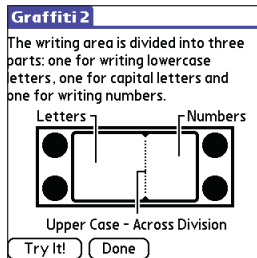 Graffiti 2
The writing area is divided into three
parts: one for writing lowercase
letters, one for capital letters and
one for writing numbers.
Letters Numbers
Upper Case - Across Division
Try It! Done